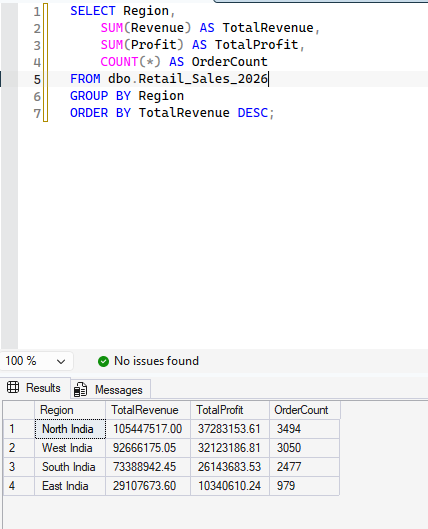 1 SELECT Region,
2 SUM(Revenue) AS TotalRevenue,
3 SUM(Profit) AS TotalProfit,
4 COUNT(*) AS OrderCount
5 FROM dbo.Retail_Sales_2026
6 GROUP BY Region
7 ORDER BY TotalRevenue DESC;
100 % No issues found
Results Messages
Region TotalRevenue TotalProfit OrderCount
1 North India 105447517.00 37283153.61 3494
2 West India 92666175.05 32123186.81 3050
3 South India 73388942.45 26143683.53 2477
4 East India 29107673.60 10340610.24 979